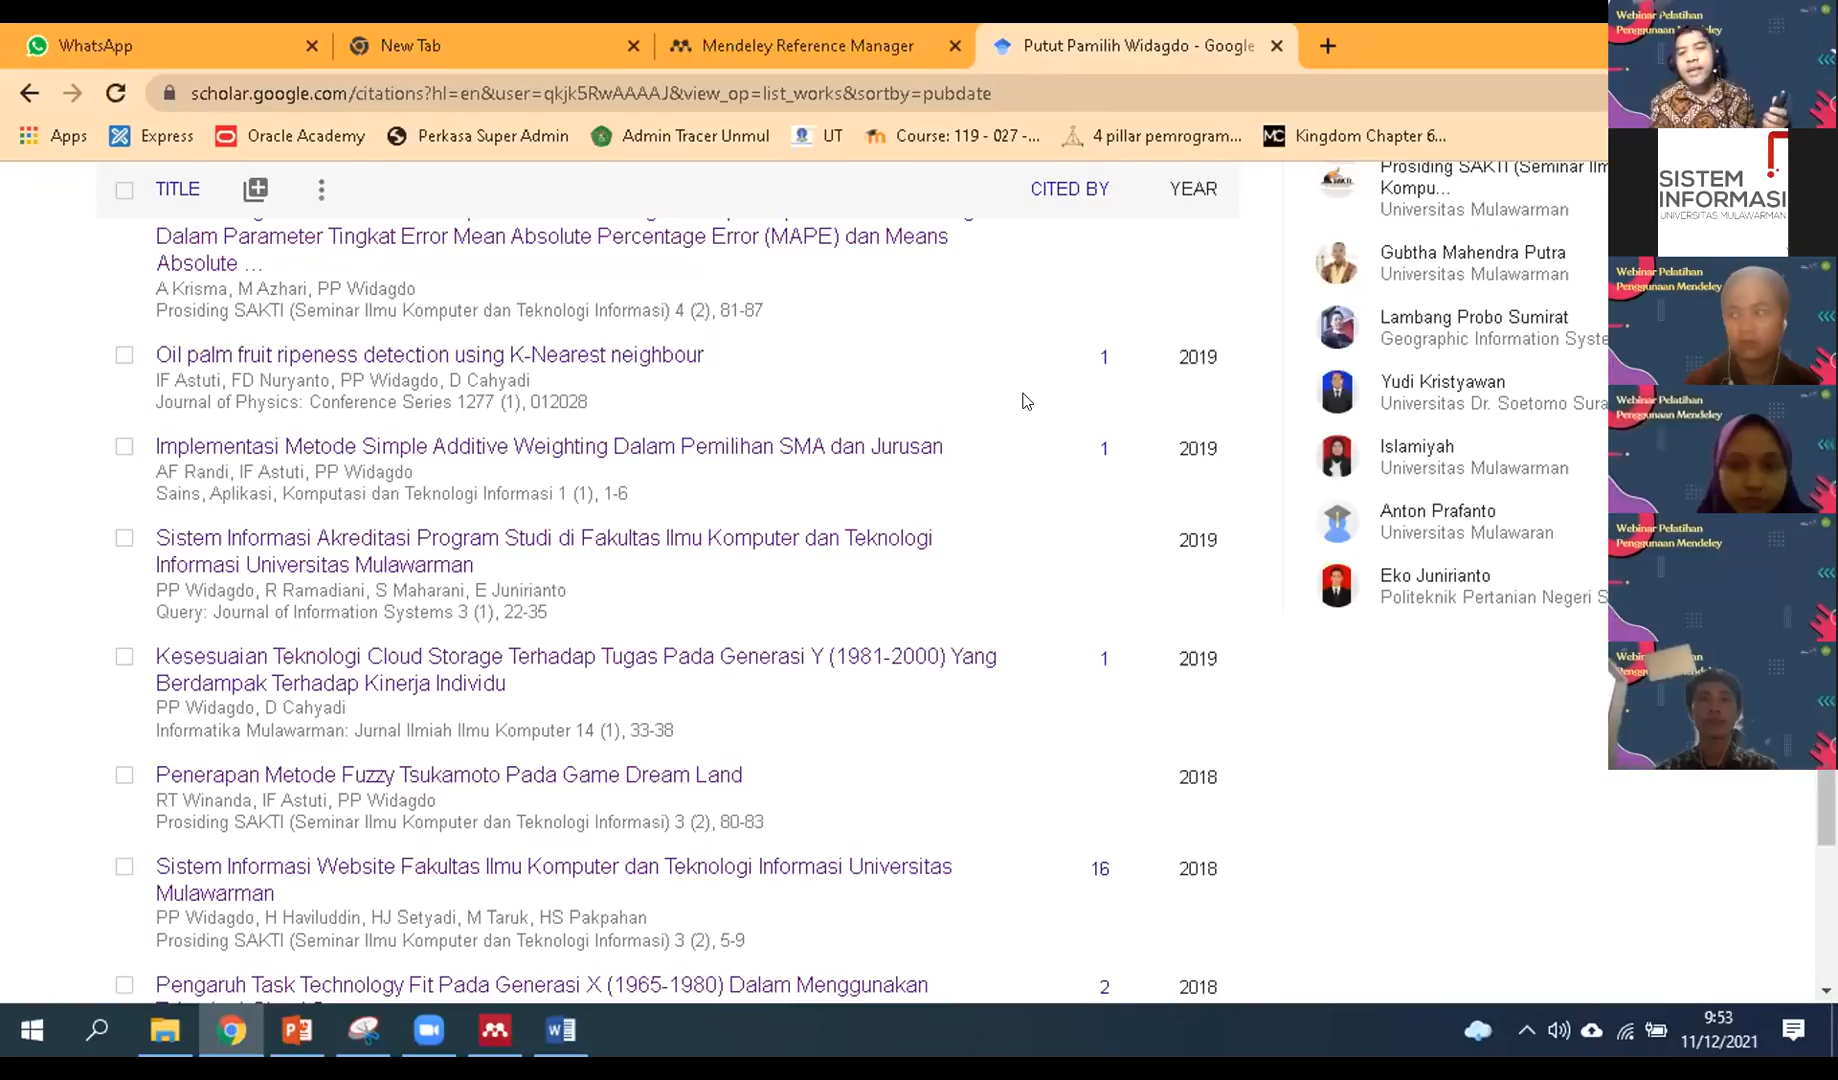 WhatsApp
New Tab
Mendeley Reference Manager
Putut Pamilih Widagdo - Google
scholar.google.com/citations?hl=en&user=qkjk5RwAAAAJ&view_op=list_works&sortby=pubdate
Apps
Express
Oracle Academy
Perkasa Super Admin
Admin Tracer Unmul
UT
Course: 119 - 027 -...
4 pillar pemrogram...
MC
Kingdom Chapter 6...
TITLE
CITED BY
YEAR
Dalam Parameter Tingkat Error Mean Absolute Percentage Error (MAPE) dan Means
Absolute ...
A Krisma, M Azhari, PP Widagdo
Prosiding SAKTI (Seminar Ilmu Komputer dan Teknologi Informasi) 4 (2), 81-87
Oil palm fruit ripeness detection using K-Nearest neighbour
1
2019
IF Astuti, FD Nuryanto, PP Widagdo, D Cahyadi
Journal of Physics: Conference Series 1277 (1), 012028
Implementasi Metode Simple Additive Weighting Dalam Pemilihan SMA dan Jurusan
1
2019
AF Randi, IF Astuti, PP Widagdo
Sains, Aplikasi, Komputasi dan Teknologi Informasi 1 (1), 1-6
Sistem Informasi Akreditasi Program Studi di Fakultas Ilmu Komputer dan Teknologi
2019
Informasi Universitas Mulawarman
PP Widagdo, R Ramadiani, S Maharani, E Junirianto
Query: Journal of Information Systems 3 (1), 22-35
Kesesuaian Teknologi Cloud Storage Terhadap Tugas Pada Generasi Y (1981-2000) Yang
1
2019
Berdampak Terhadap Kinerja Individu
PP Widagdo, D Cahyadi
Informatika Mulawarman: Jurnal Ilmiah Ilmu Komputer 14 (1), 33-38
Penerapan Metode Fuzzy Tsukamoto Pada Game Dream Land
2018
RT Winanda, IF Astuti, PP Widagdo
Prosiding SAKTI (Seminar Ilmu Komputer dan Teknologi Informasi) 3 (2), 80-83
Sistem Informasi Website Fakultas Ilmu Komputer dan Teknologi Informasi Universitas
16
2018
Mulawarman
PP Widagdo, H Haviluddin, HJ Setyadi, M Taruk, HS Pakpahan
Prosiding SAKTI (Seminar Ilmu Komputer dan Teknologi Informasi) 3 (2), 5-9
Pengaruh Task Technology Fit Pada Generasi X (1965-1980) Dalam Menggunakan
2
2018
Prosiding SAKTI (Seminar Ilm
Kompu...
Universitas Mulawarman
Gubtha Mahendra Putra
Universitas Mulawarman
Lambang Probo Sumirat
Geographic Information Syste
Yudi Kristyawan
Universitas Dr. Soetomo Sura
Islamiyah
Universitas Mulawarman
Anton Prafanto
Universitas Mulawaran
Eko Junirianto
Politeknik Pertanian Negeri S
Webinar Pelatihan
Penggunaan Mendeley
SISTEM
INFORMASI
UNIVERSITAS MULAWARMAN
Webinar Pelatihan
Penggunaan Mendeley
Webinar Pelatihan
Penggunaan Mendeley
Webinar Pelatihan
Penggunaan Mendeley
9:53
11/12/2021